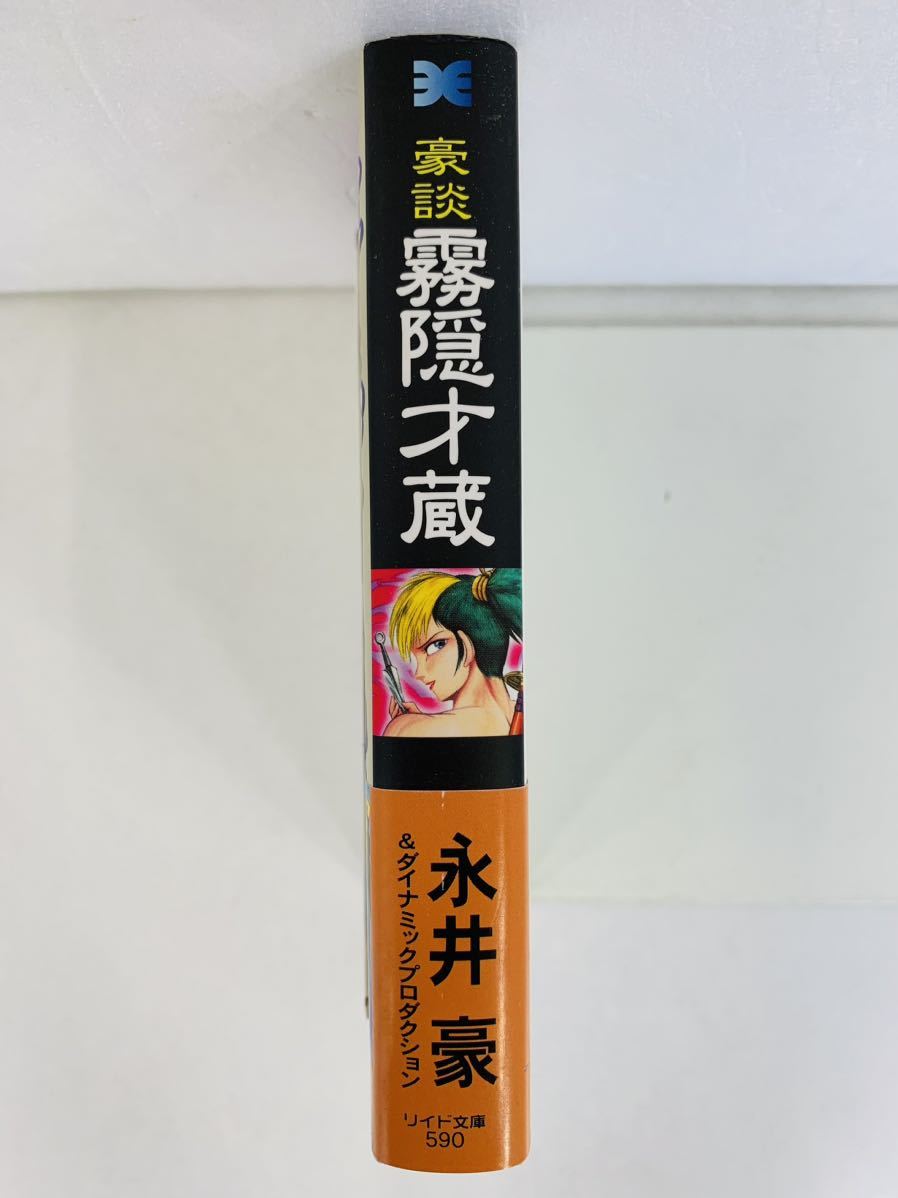 豪談
霧隠才蔵
永井 豪
&ダイナミックプロダクション
リイド文庫
590